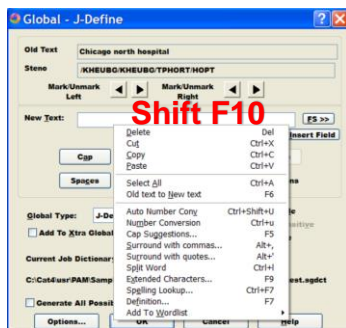 Global - J-Define
Old Text Chicago north hospital
Steno /KHEUBG/KHEUBG/TPHORT/HOPT
Mark/Unmark Left Mark/Unmark Right
Shift F10
New Text: FS >>
Insert Field
Cap
Spaces
Delete Del
Cut Ctrl+X
Copy Ctrl+C
Paste Ctrl+V
Select All Ctrl+A
Old text to New text F6
Auto Number Conv Ctrl+Shift+U
Number Conversion Ctrl+u
Cap Suggestions... F5
Surround with commas... Alt+,
Surround with quotes... Alt+'
Split Word Ctrl+I
Extended Characters... F9
Spelling Lookup... Ctrl+F7
Definition... F7
Add To Wordlist
Global Type: J-De
Add To Xtra Global
Current Job Dictionar
C:\Cat4usr\PAM\Samp est.sgdct
Generate All Possib
Options... OK Cancel Help